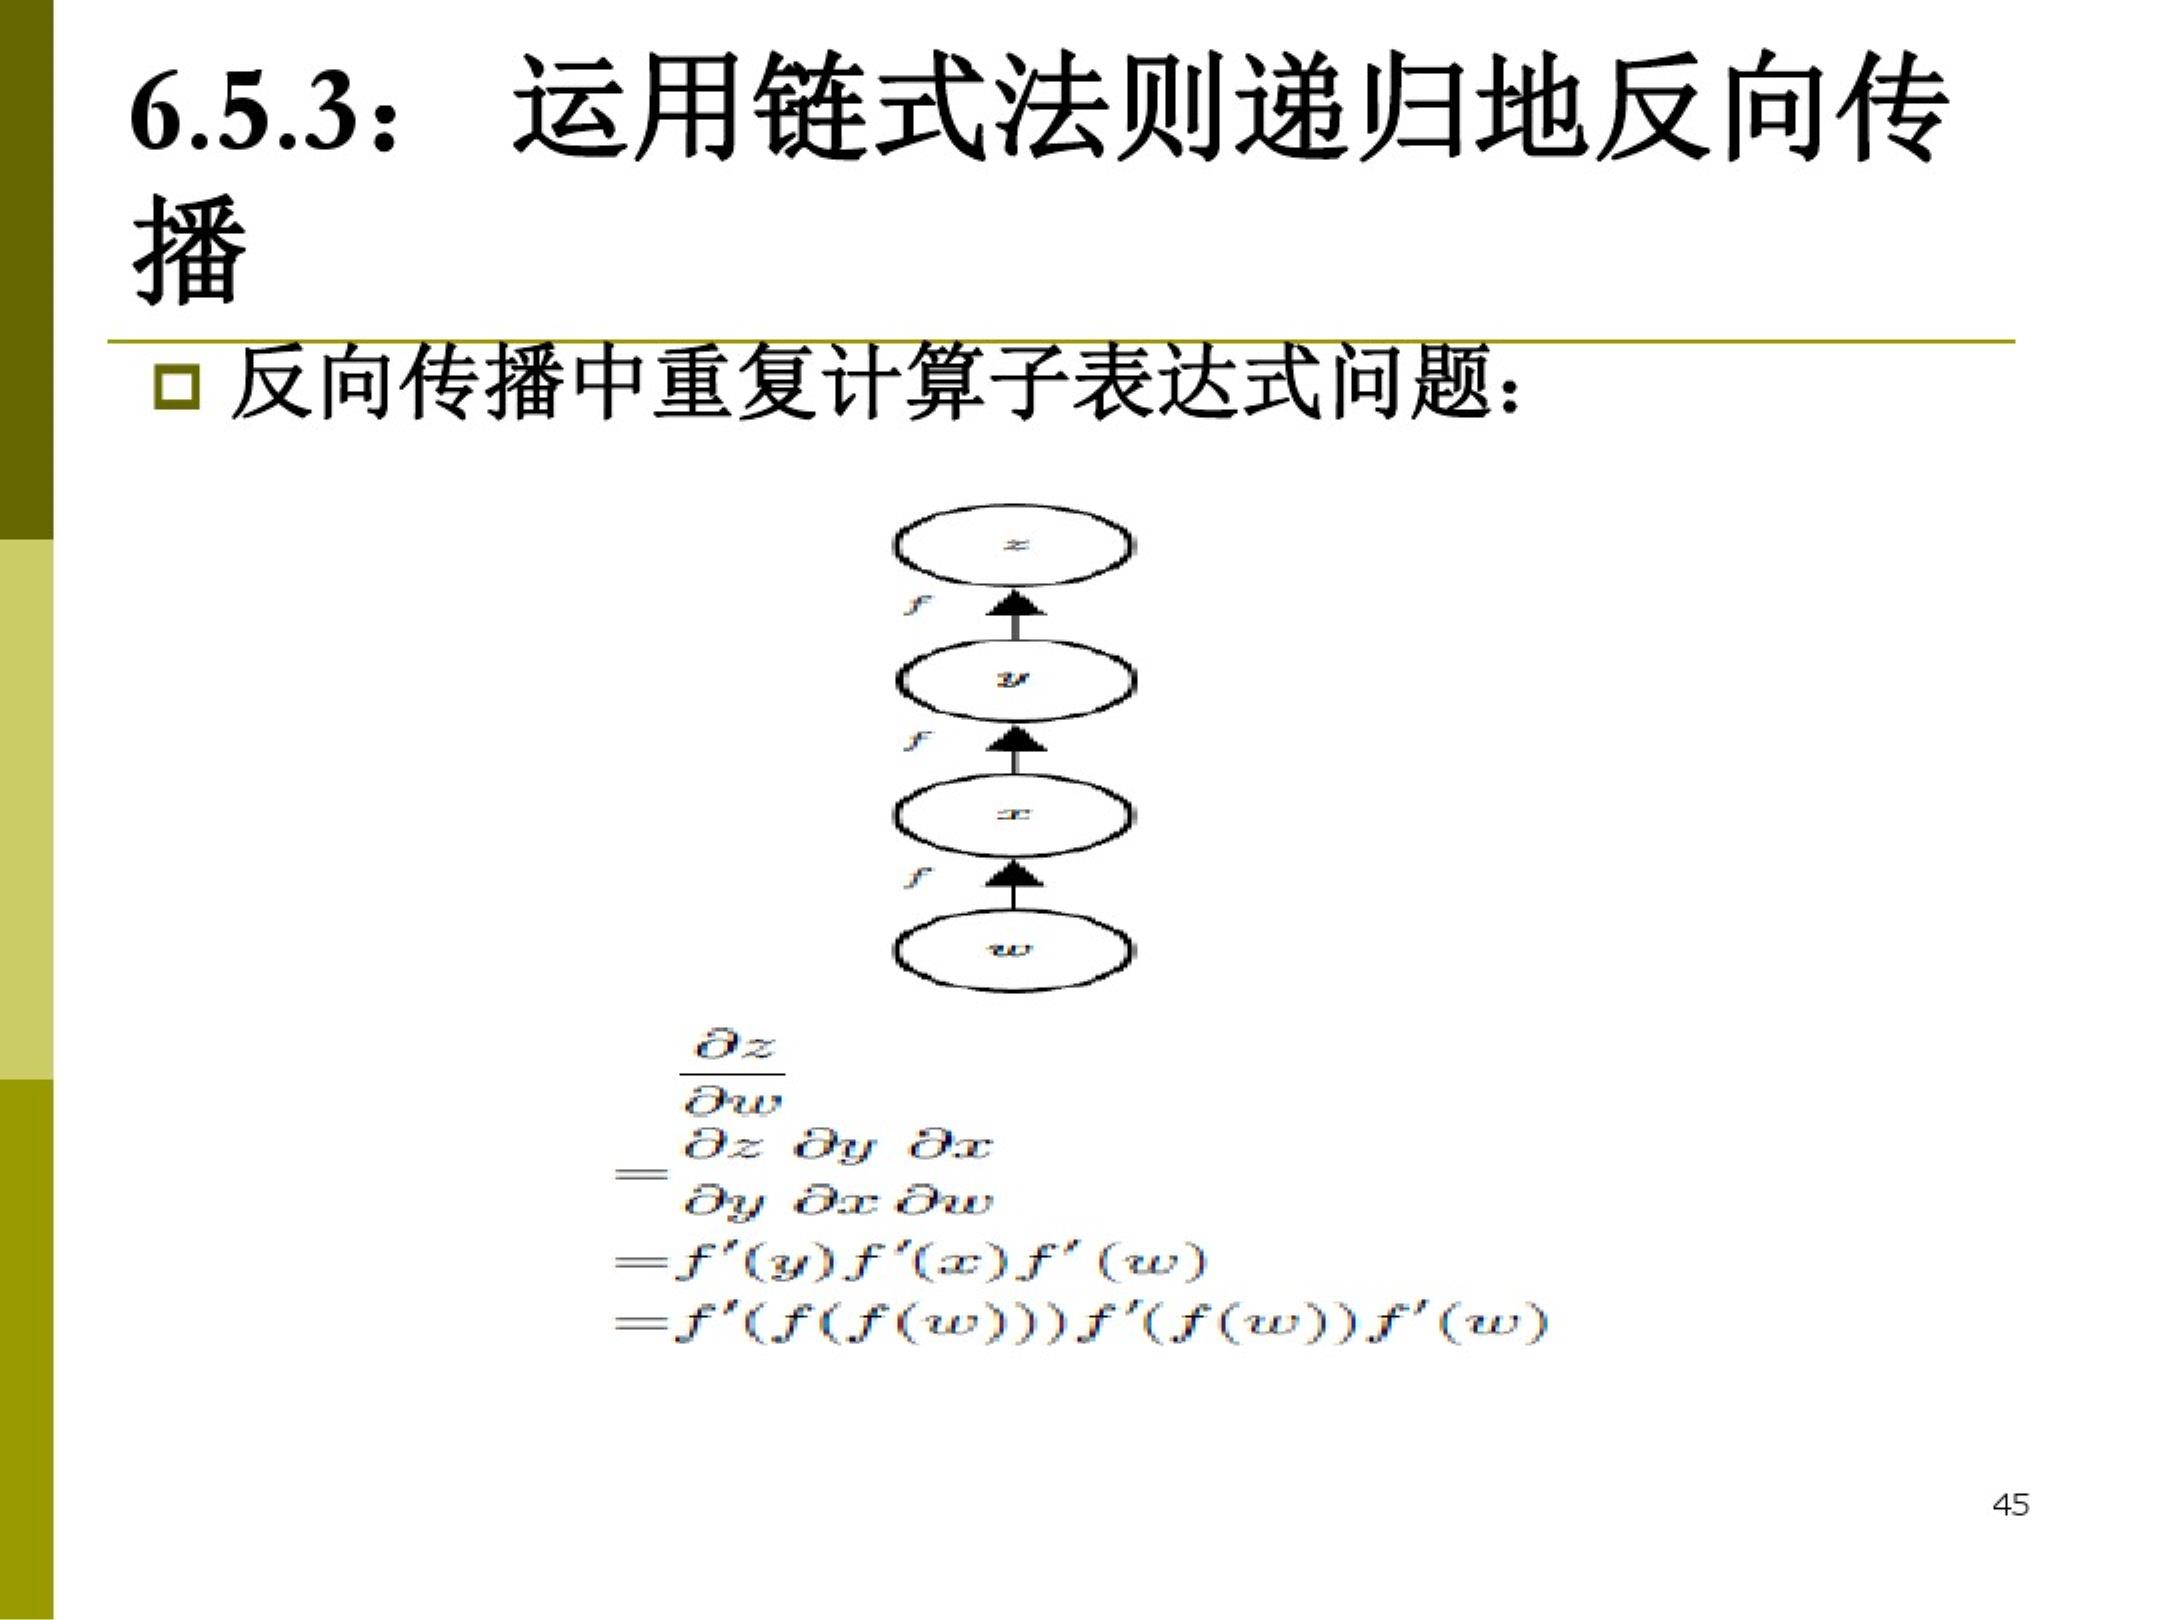 6.5.3： 运用链式法则递归地反向传
播
反向传播中重复计算子表达式问题：
z
f
y
f
x
f
w
∂z
∂w
∂z ∂y ∂x
=
∂y ∂x ∂w
=f′(y)f′(x)f′(w)
=f′(f(f(w)))f′(f(w))f′(w)
45